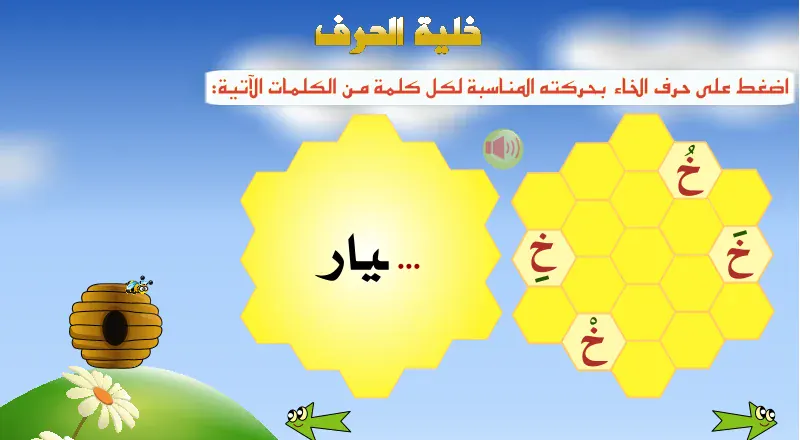 خلية الحرف
اضغط على حرف الخاء بحركته المناسبة لكل كلمة من الكلمات الآتية:
خُ
... يار
خَ
خِ
خْ